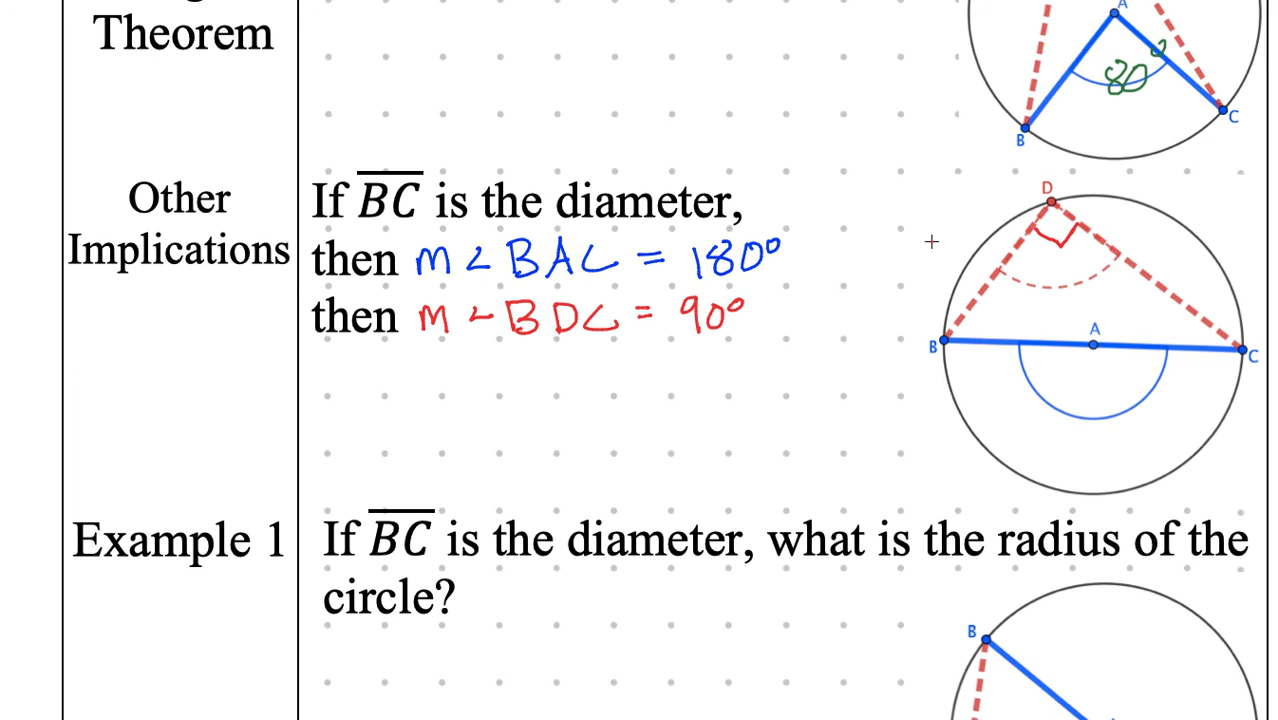 Theorem
A
80°
B
C
Other
Implications
If BC is the diameter,
then m∠BAC = 180°
then m∠BDC = 90°
D
B
A
C
Example 1
If BC is the diameter, what is the radius of the
circle?
B